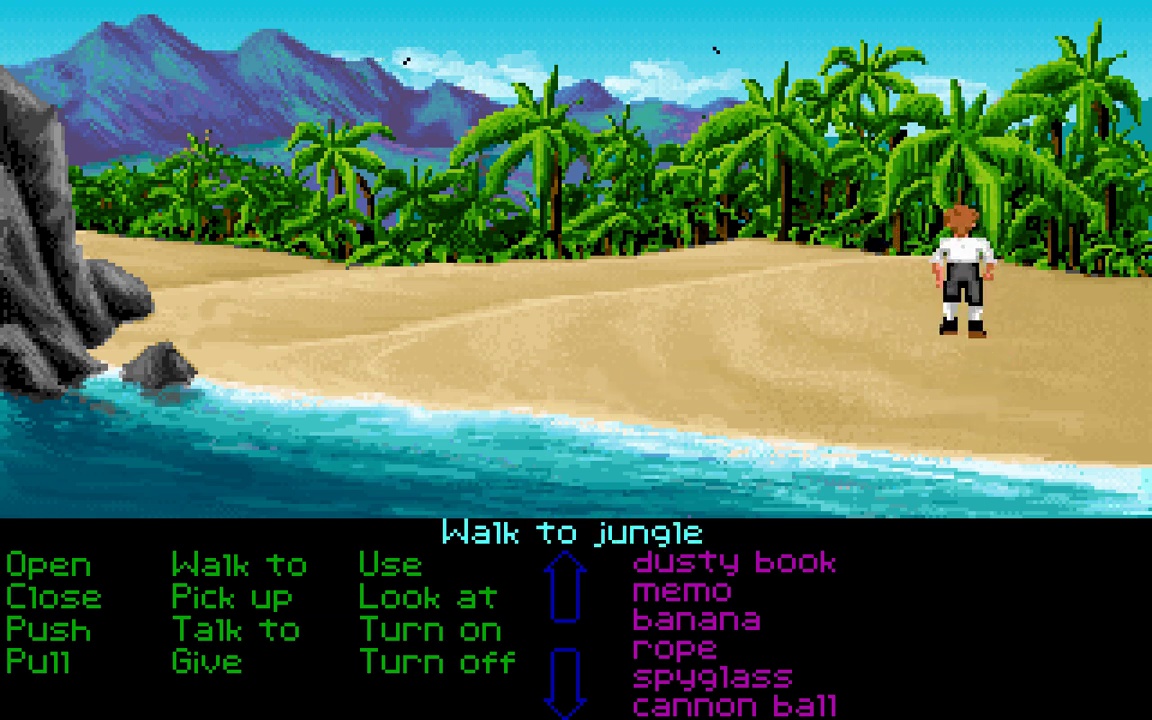 Walk to jungle
Open Walk to Use
Close Pick up Look at
Push Talk to Turn on
Pull Give Turn off
dusty book
memo
banana
rope
spyglass
cannon ball